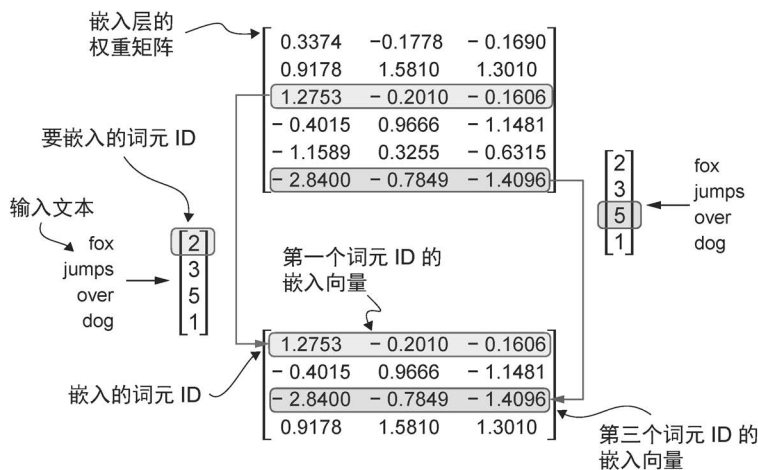 嵌入层的
权重矩阵
0.3374 −0.1778 − 0.1690
0.9178 1.5810 1.3010
1.2753 − 0.2010 − 0.1606
− 0.4015 0.9666 − 1.1481
− 1.1589 0.3255 − 0.6315
− 2.8400 − 0.7849 − 1.4096
要嵌入的词元 ID
输入文本
fox
jumps
over
dog
2
3
5
1
2
3
5
1
fox
jumps
over
dog
第一个词元 ID 的
嵌入向量
嵌入的词元 ID
1.2753 − 0.2010 − 0.1606
− 0.4015 0.9666 − 1.1481
− 2.8400 − 0.7849 − 1.4096
0.9178 1.5810 1.3010
第三个词元 ID 的
嵌入向量